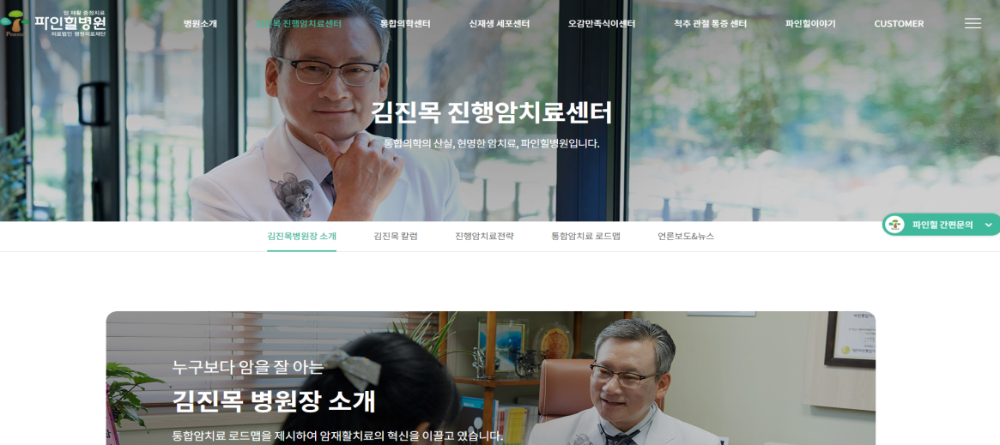 암 재활 중점치료
파인힐병원
의료법인 명원의료재단
PINEHILL
병원소개
김진목 진행암치료센터
통합의학센터
신재생 세포센터
오감만족식이센터
척추 관절 통증 센터
파인힐이야기
CUSTOMER
김진목 진행암치료센터
통합의학의 산실, 현명한 암치료, 파인힐병원입니다.
파인힐 간편문의
김진목병원장 소개
김진목 칼럼
진행암치료전략
통합암치료 로드맵
언론보도&뉴스
누구보다 암을 잘 아는
김진목 병원장 소개
통합암치료 로드맵을 제시하여 암재활치료의 혁신을 이끌고 있습니다.